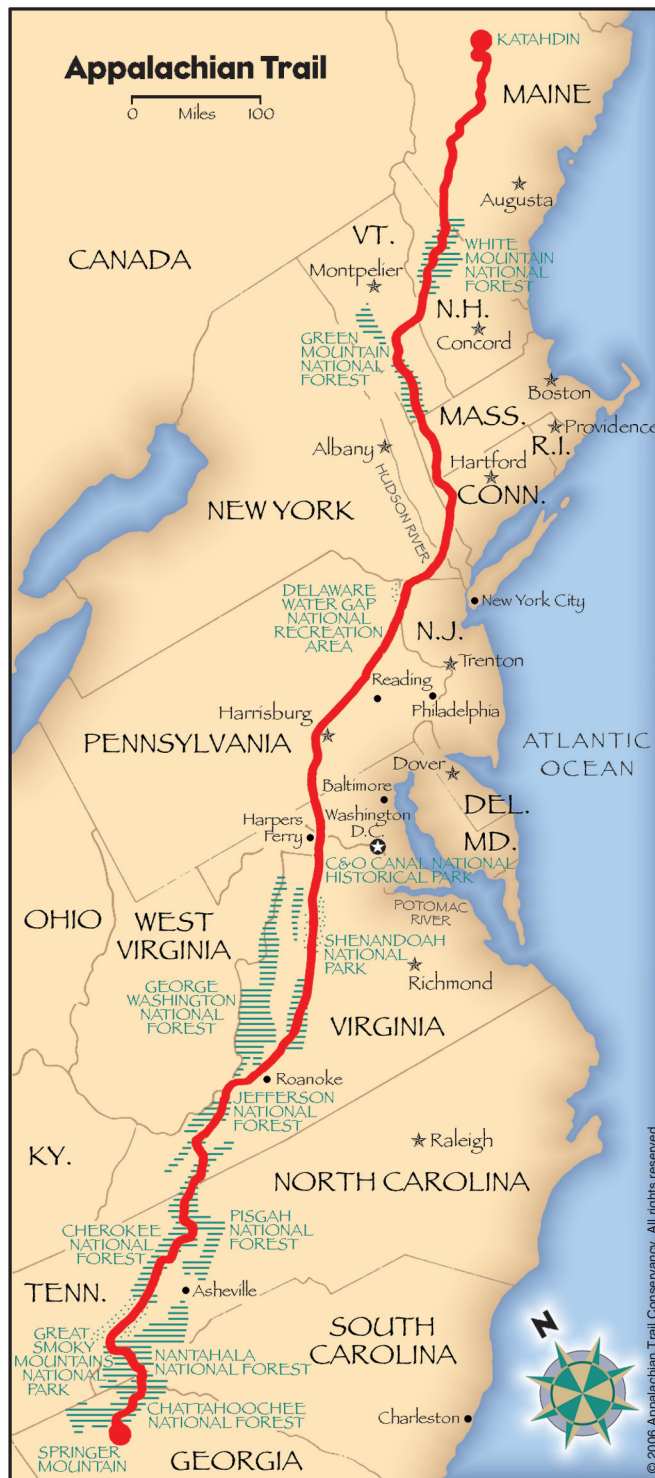 Appalachian Trail
0 Miles 100
KATAHDIN
MAINE
Augusta
CANADA
VT.
Montpelier
WHITE
MOUNTAIN
NATIONAL
FOREST
N.H.
Concord
GREEN
MOUNTAIN
NATIONAL
FOREST
Boston
MASS.
Providence
R.I.
Albany
Hartford
CONN.
HUDSON RIVER
NEW YORK
DELAWARE
WATER GAP
NATIONAL
RECREATION
AREA
New York City
N.J.
Trenton
Reading
Philadelphia
Harrisburg
PENNSYLVANIA
ATLANTIC
OCEAN
Dover
Baltimore
DEL.
Washington
D.C.
MD.
Harpers
Ferry
C&O CANAL NATIONAL
HISTORICAL PARK
POTOMAC
RIVER
OHIO
WEST
VIRGINIA
SHENANDOAH
NATIONAL
PARK
Richmond
GEORGE
WASHINGTON
NATIONAL
FOREST
VIRGINIA
Roanoke
JEFFERSON
NATIONAL
FOREST
KY.
Raleigh
NORTH CAROLINA
PISGAH
NATIONAL
FOREST
CHEROKEE
NATIONAL
FOREST
TENN.
Asheville
GREAT
SMOKY
MOUNTAINS
NATIONAL
PARK
NANTAHALA
NATIONAL FOREST
SOUTH
CAROLINA
N
CHATTAHOOCHEE
NATIONAL FOREST
Charleston
SPRINGER
MOUNTAIN
GEORGIA
© 2006 Appalachian Trail Conservancy. All rights reserved